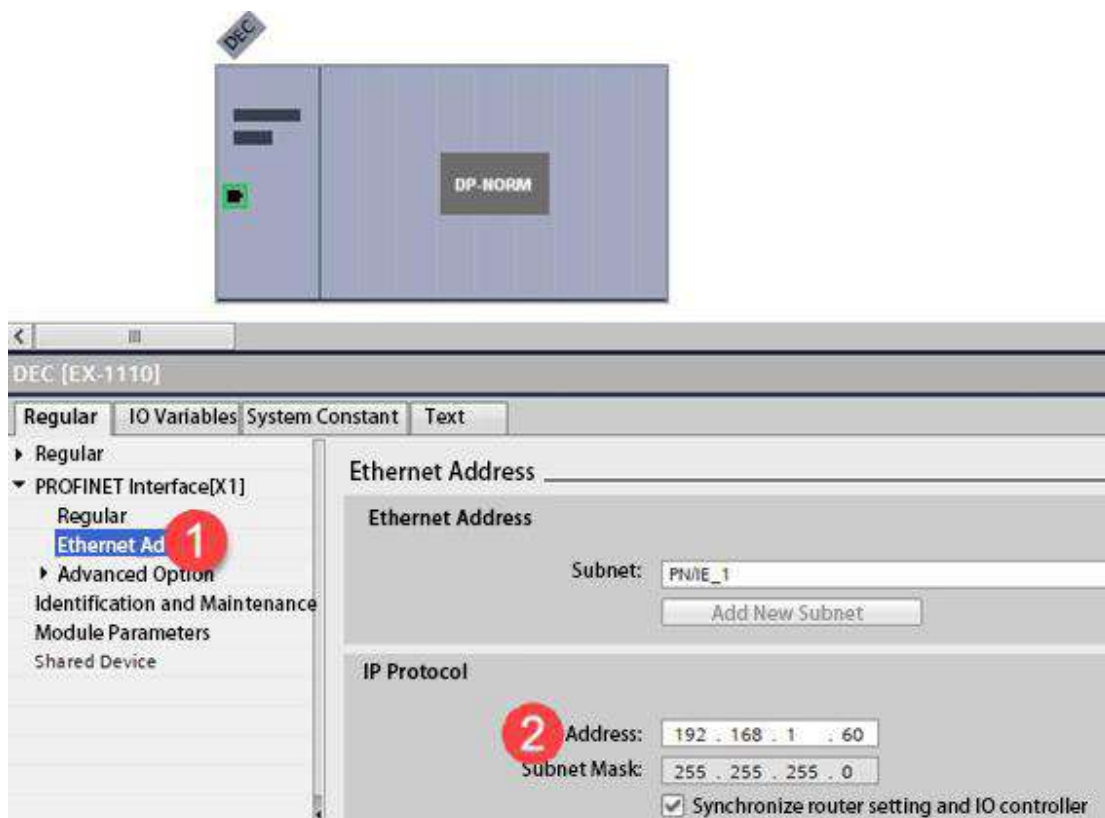 DEC
DP-NORM
DEC [EX-1110]
Regular IO Variables System Constant Text
Regular
PROFINET Interface[X1]
Regular
Ethernet Ad
1
Advanced Option
Identification and Maintenance
Module Parameters
Shared Device
Ethernet Address
Ethernet Address
Subnet: PN/IE_1
Add New Subnet
IP Protocol
2
Address: 192 . 168 . 1 . 60
Subnet Mask: 255 . 255 . 255 . 0
Synchronize router setting and IO controller